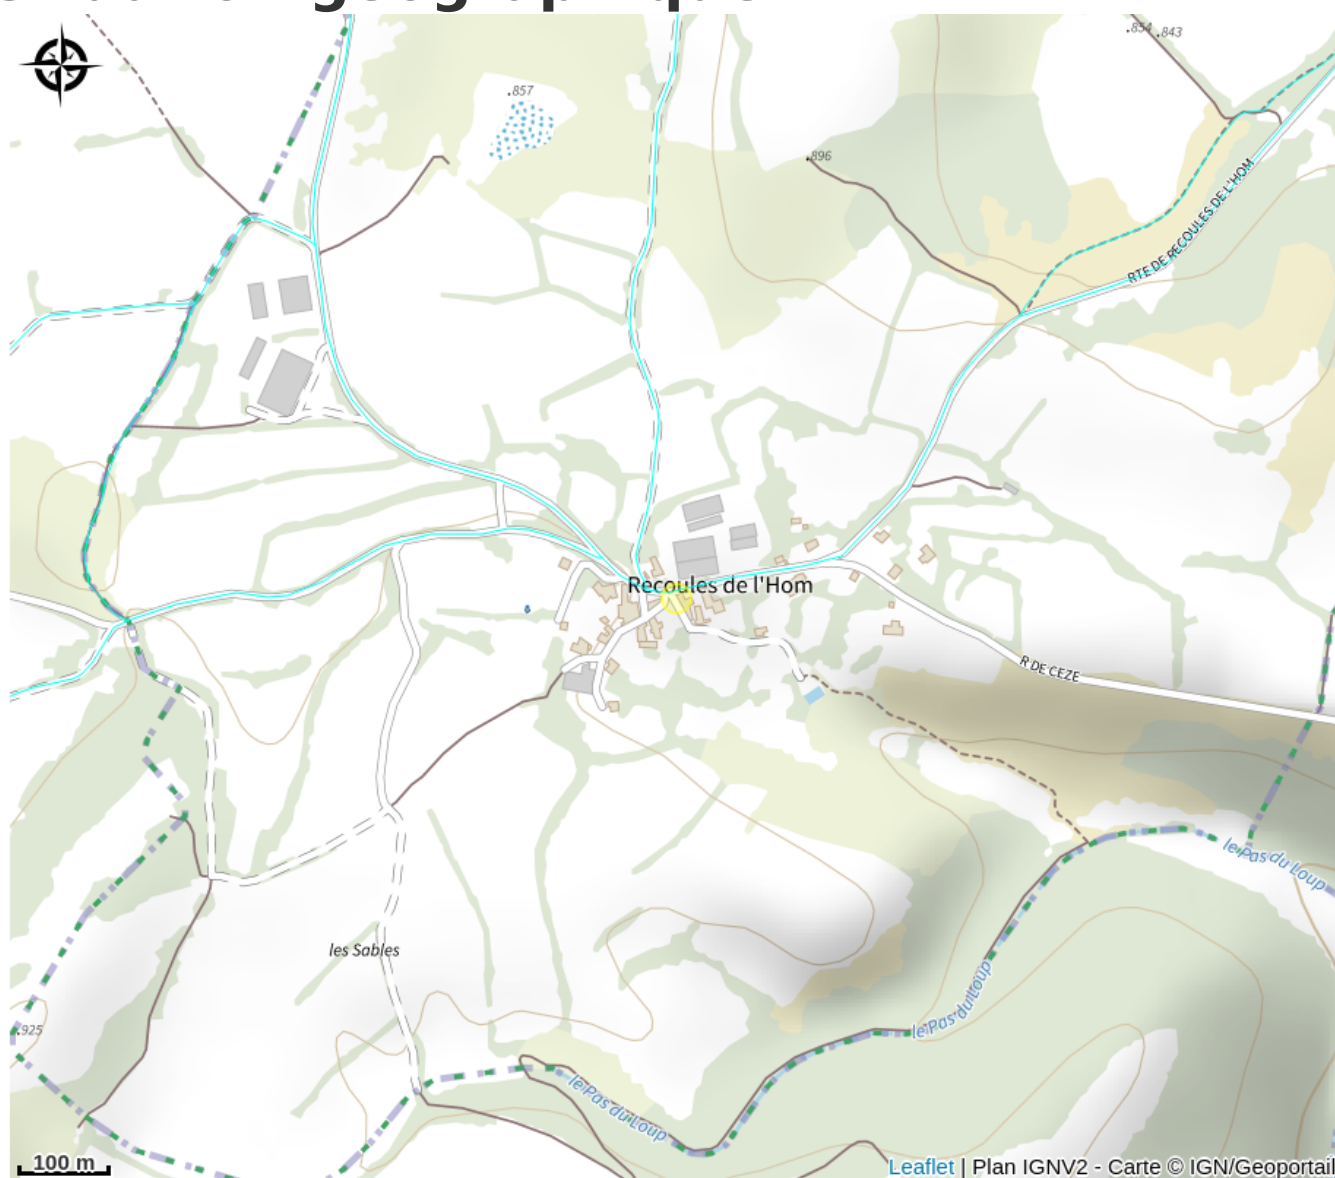 .854 .843
.857
.896
RTE DE RECOULES DE L'HOM
Recoules de l'Hom
R DE CEZE
le Pas du Loup
les Sables
le Pas du Loup
.925
le Pas du Loup
100 m
Leaflet | Plan IGNV2 - Carte © IGN/Geoportail